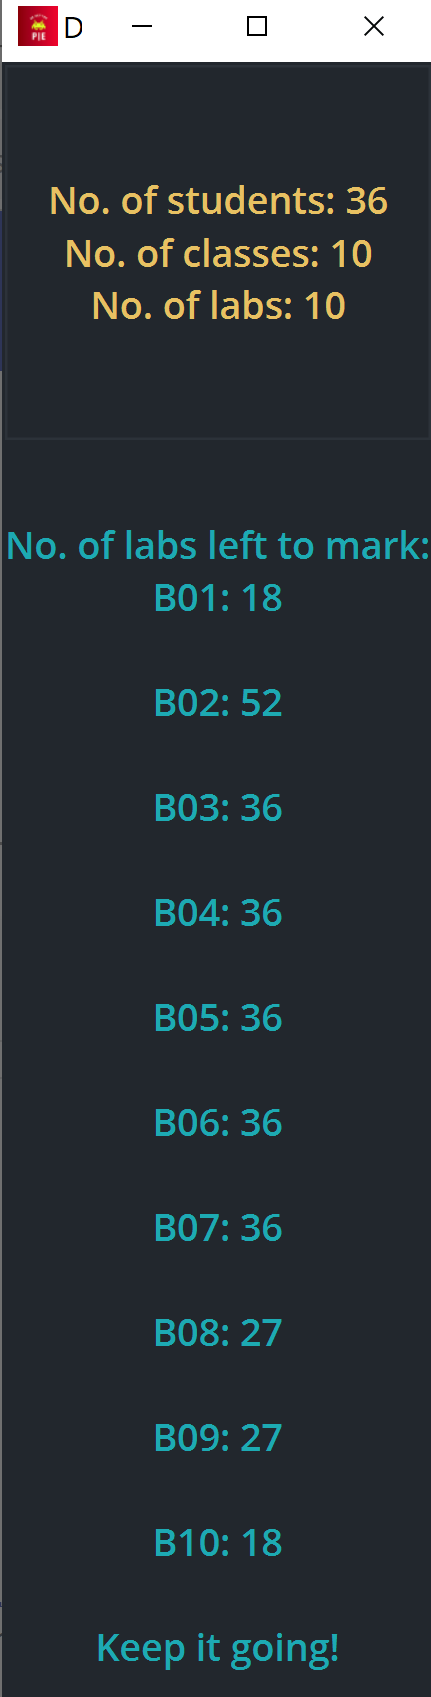 PIE
D
No. of students: 36
No. of classes: 10
No. of labs: 10
No. of labs left to mark:
B01: 18
B02: 52
B03: 36
B04: 36
B05: 36
B06: 36
B07: 36
B08: 27
B09: 27
B10: 18
Keep it going!